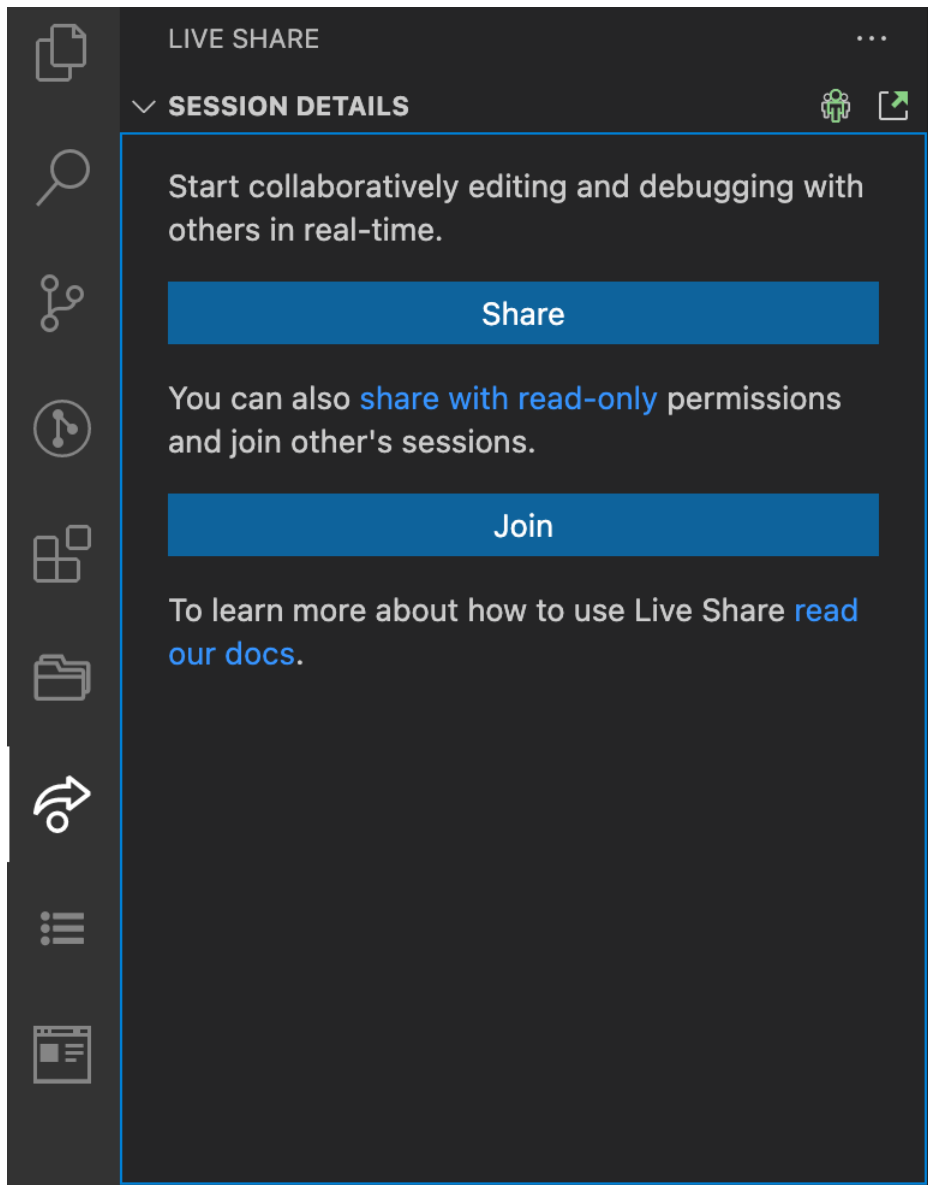 LIVE SHARE
SESSION DETAILS
Start collaboratively editing and debugging with
others in real-time.
Share
You can also share with read-only permissions
and join other's sessions.
Join
To learn more about how to use Live Share read
our docs.